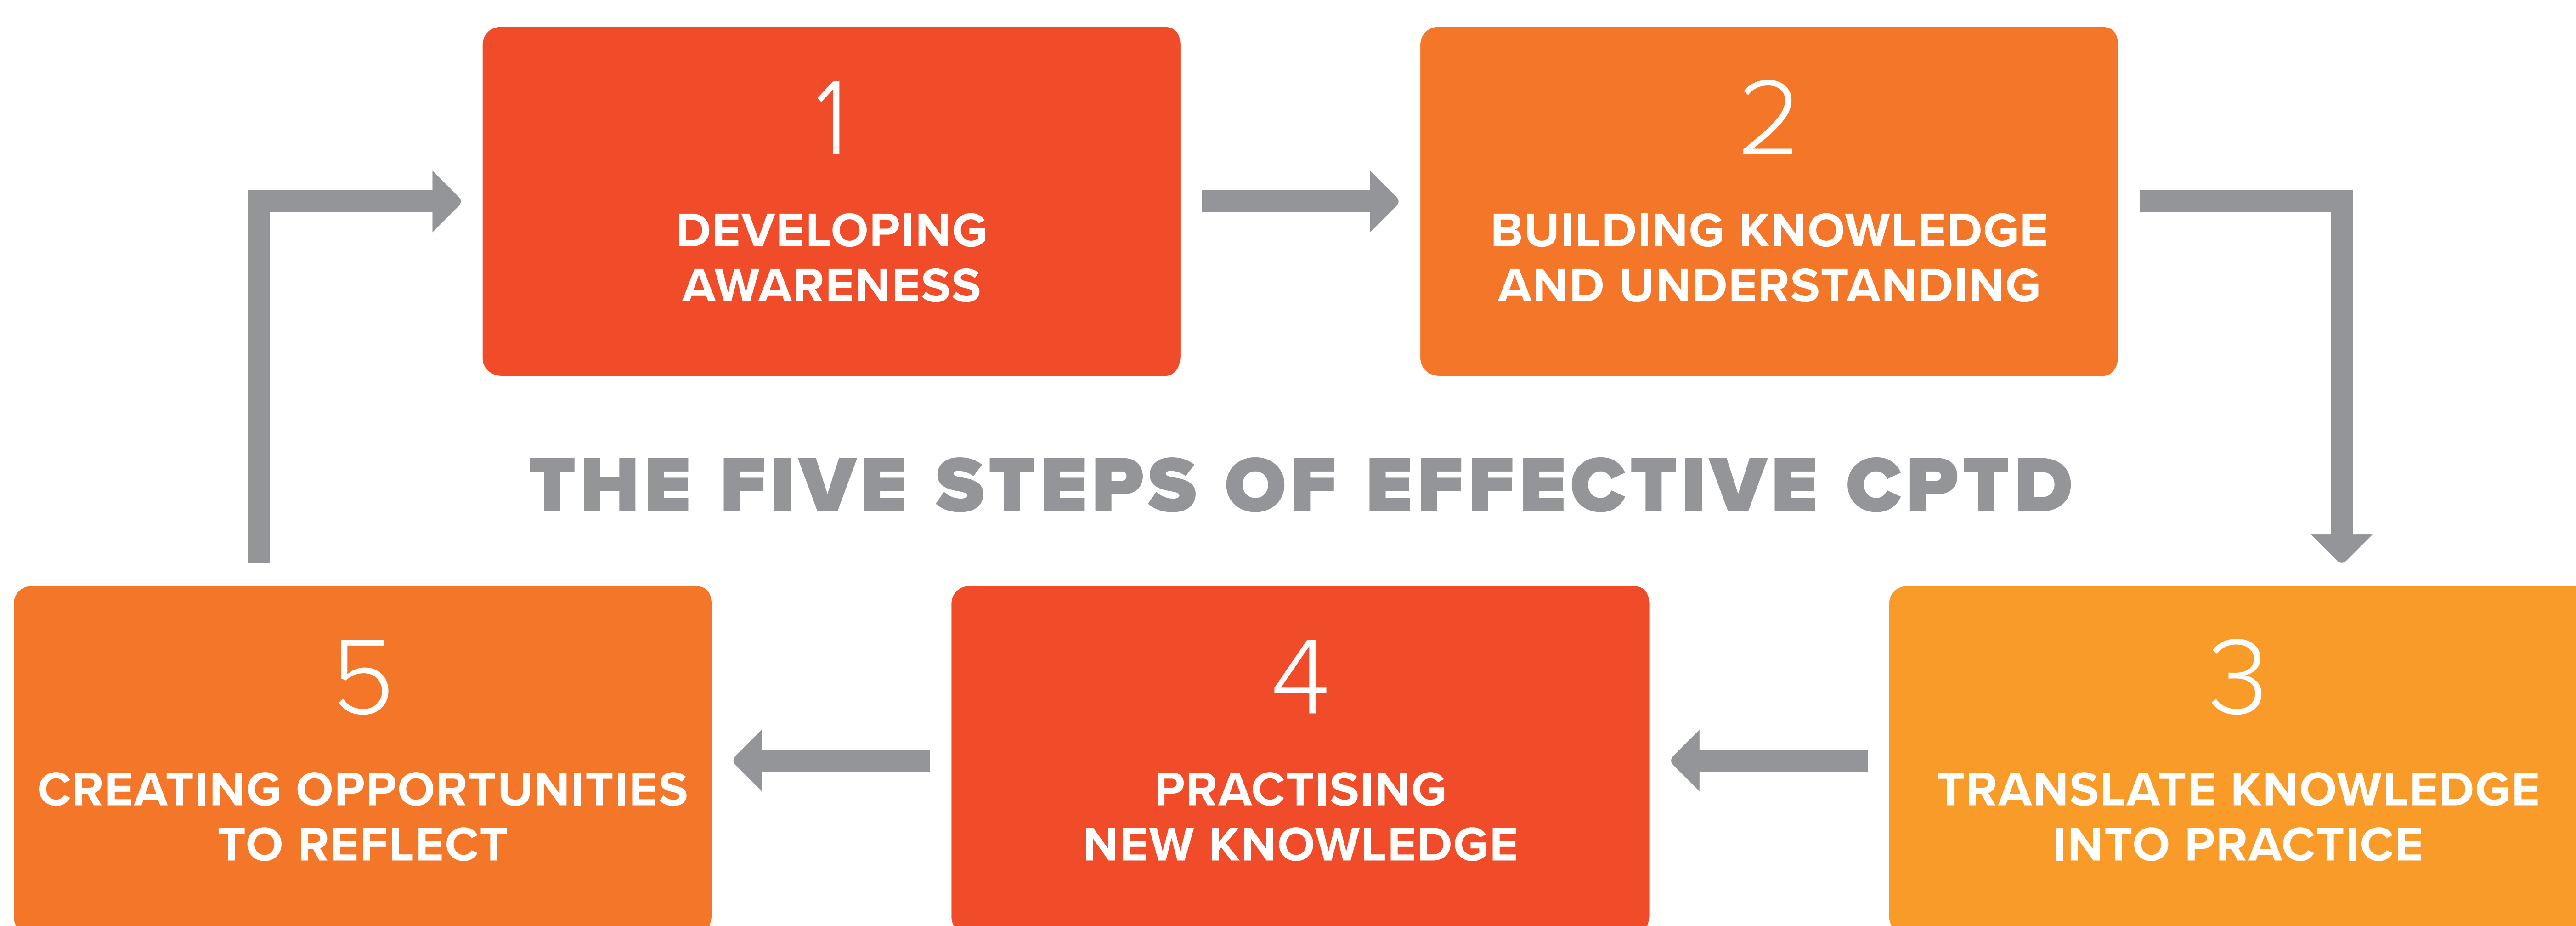 1
DEVELOPING
AWARENESS
2
BUILDING KNOWLEDGE
AND UNDERSTANDING
THE FIVE STEPS OF EFFECTIVE CPTD
3
TRANSLATE KNOWLEDGE
INTO PRACTICE
4
PRACTISING
NEW KNOWLEDGE
5
CREATING OPPORTUNITIES
TO REFLECT